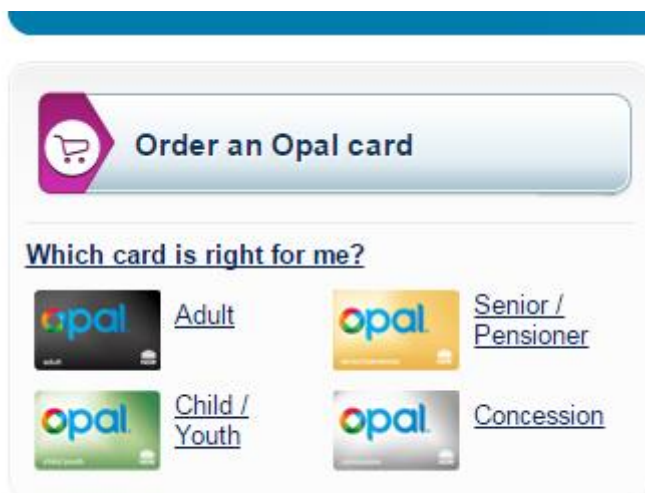 Order an Opal card
Which card is right for me?
opal.
adult
Adult
opal.
Senior /
Pensioner
opal.
Child /
Youth
opal.
Concession